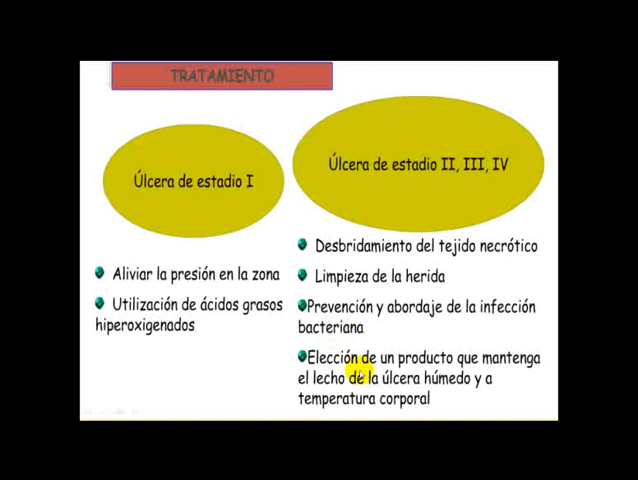 TRATAMIENTO
Úlcera de estadio I
Aliviar la presión en la zona
Utilización de ácidos grasos
hiperoxigenados
Úlcera de estadio II, III, IV
Desbridamiento del tejido necrótico
Limpieza de la herida
Prevención y abordaje de la infección
bacteriana
Elección de un producto que mantenga
el lecho de la úlcera húmedo y a
temperatura corporal